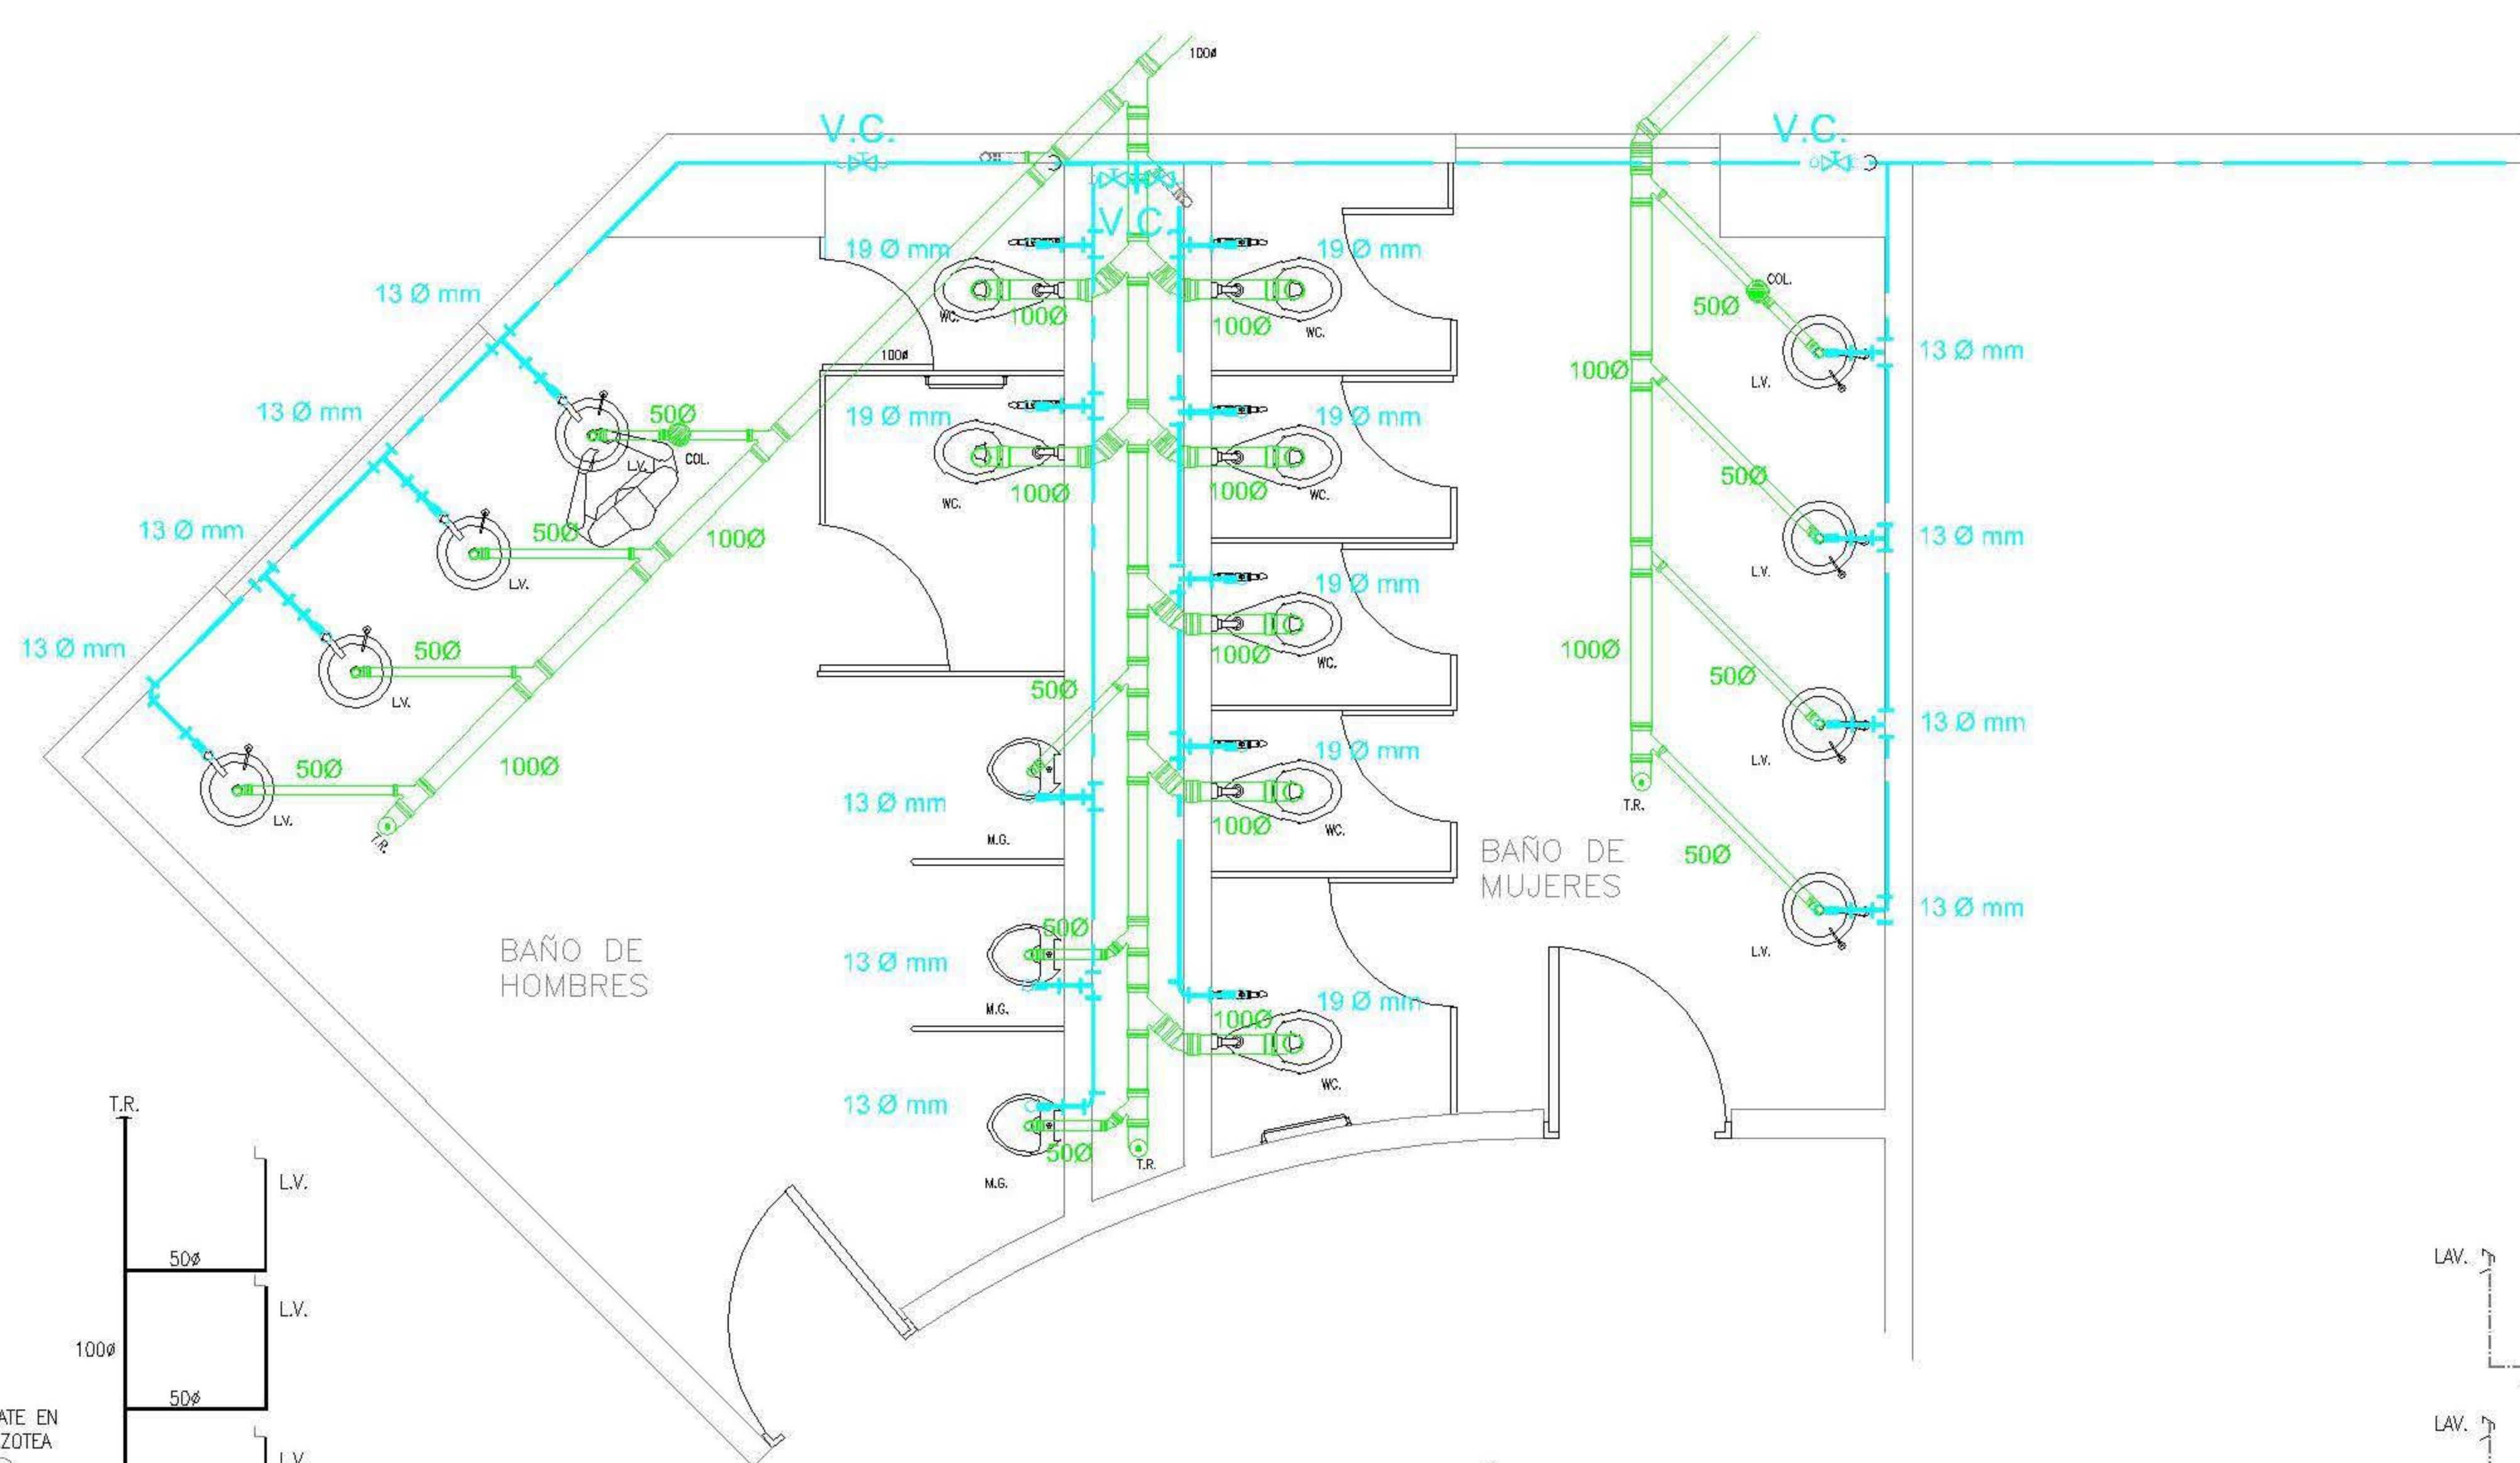 100ø
V.C.
V.C.
V.C.
19 Ø mm
19 Ø mm
COL.
13 Ø mm
50Ø
WC.
100Ø
100Ø
WC.
13 Ø mm
100ø
100Ø
L.V.
13 Ø mm
50Ø
19 Ø mm
19 Ø mm
L.V.
COL.
50Ø
WC.
100Ø
100Ø
WC.
13 Ø mm
50Ø
100Ø
13 Ø mm
L.V.
19 Ø mm
L.V.
13 Ø mm
50Ø
100Ø
WC.
100Ø
50Ø
L.V.
50Ø
13 Ø mm
50Ø
100Ø
19 Ø mm
L.V.
13 Ø mm
T.R.
L.V.
T.R.
M.G.
100Ø
WC.
BAÑO DE
MUJERES
50Ø
13 Ø mm
L.V.
BAÑO DE
HOMBRES
50Ø
13 Ø mm
M.G.
19 Ø mm
100Ø
WC.
13 Ø mm
50Ø
T.R.
M.G.
T.R.
L.V.
50ø
L.V.
100ø
50ø
ATE EN
ZOTEA
L.V.
LAV.
LAV.